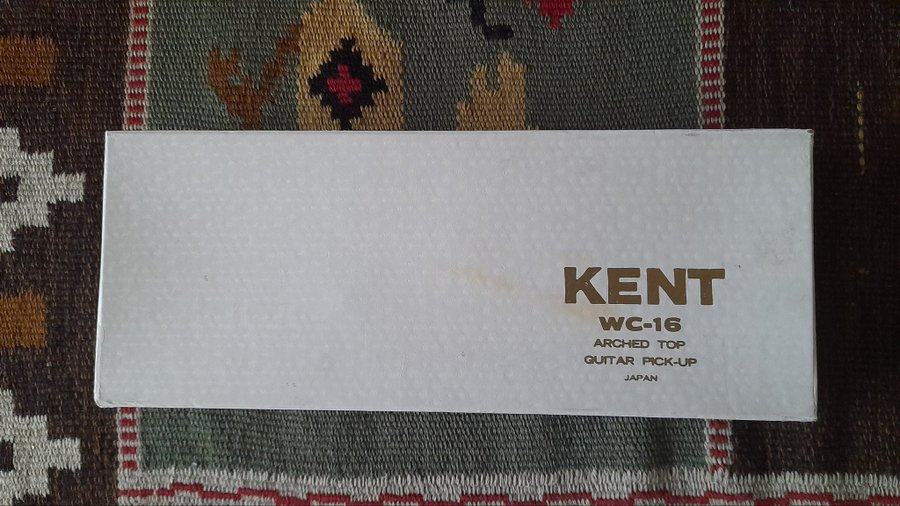 KENT
WC-16
ARCHED TOP
GUITAR PICK-UP
JAPAN